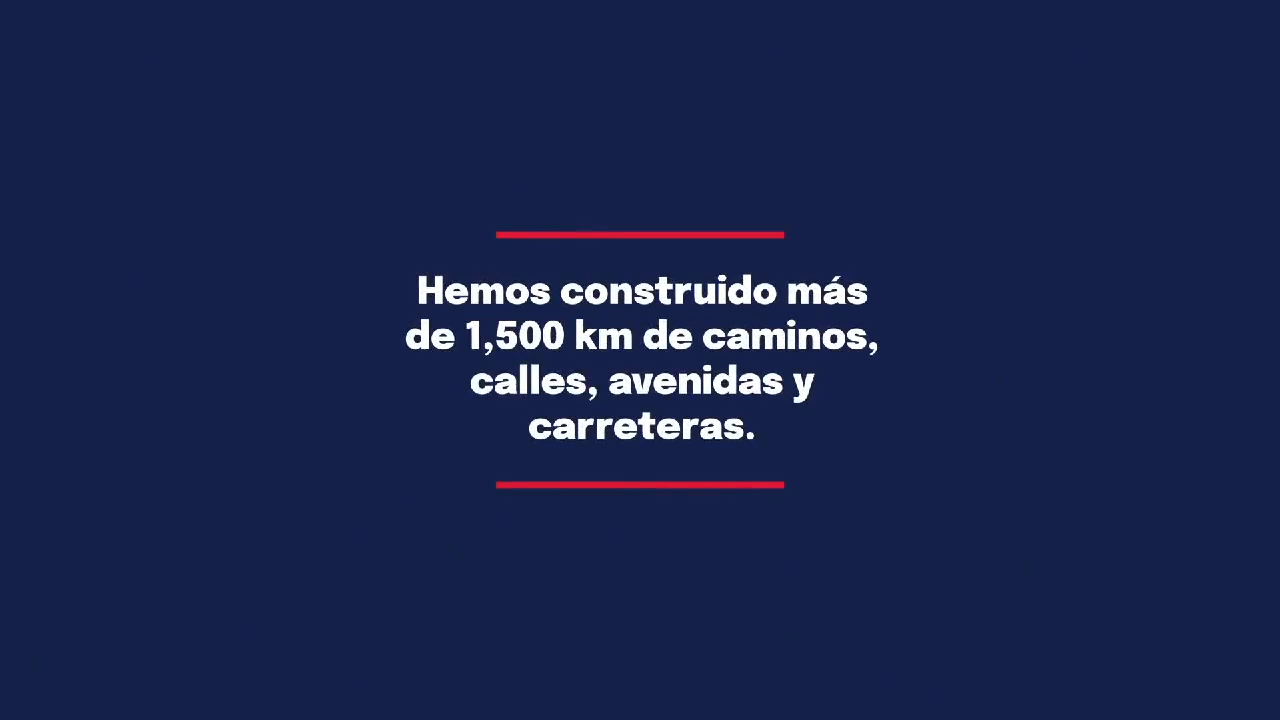 Hemos construido más
de 1,500 km de caminos,
calles, avenidas y
carreteras.